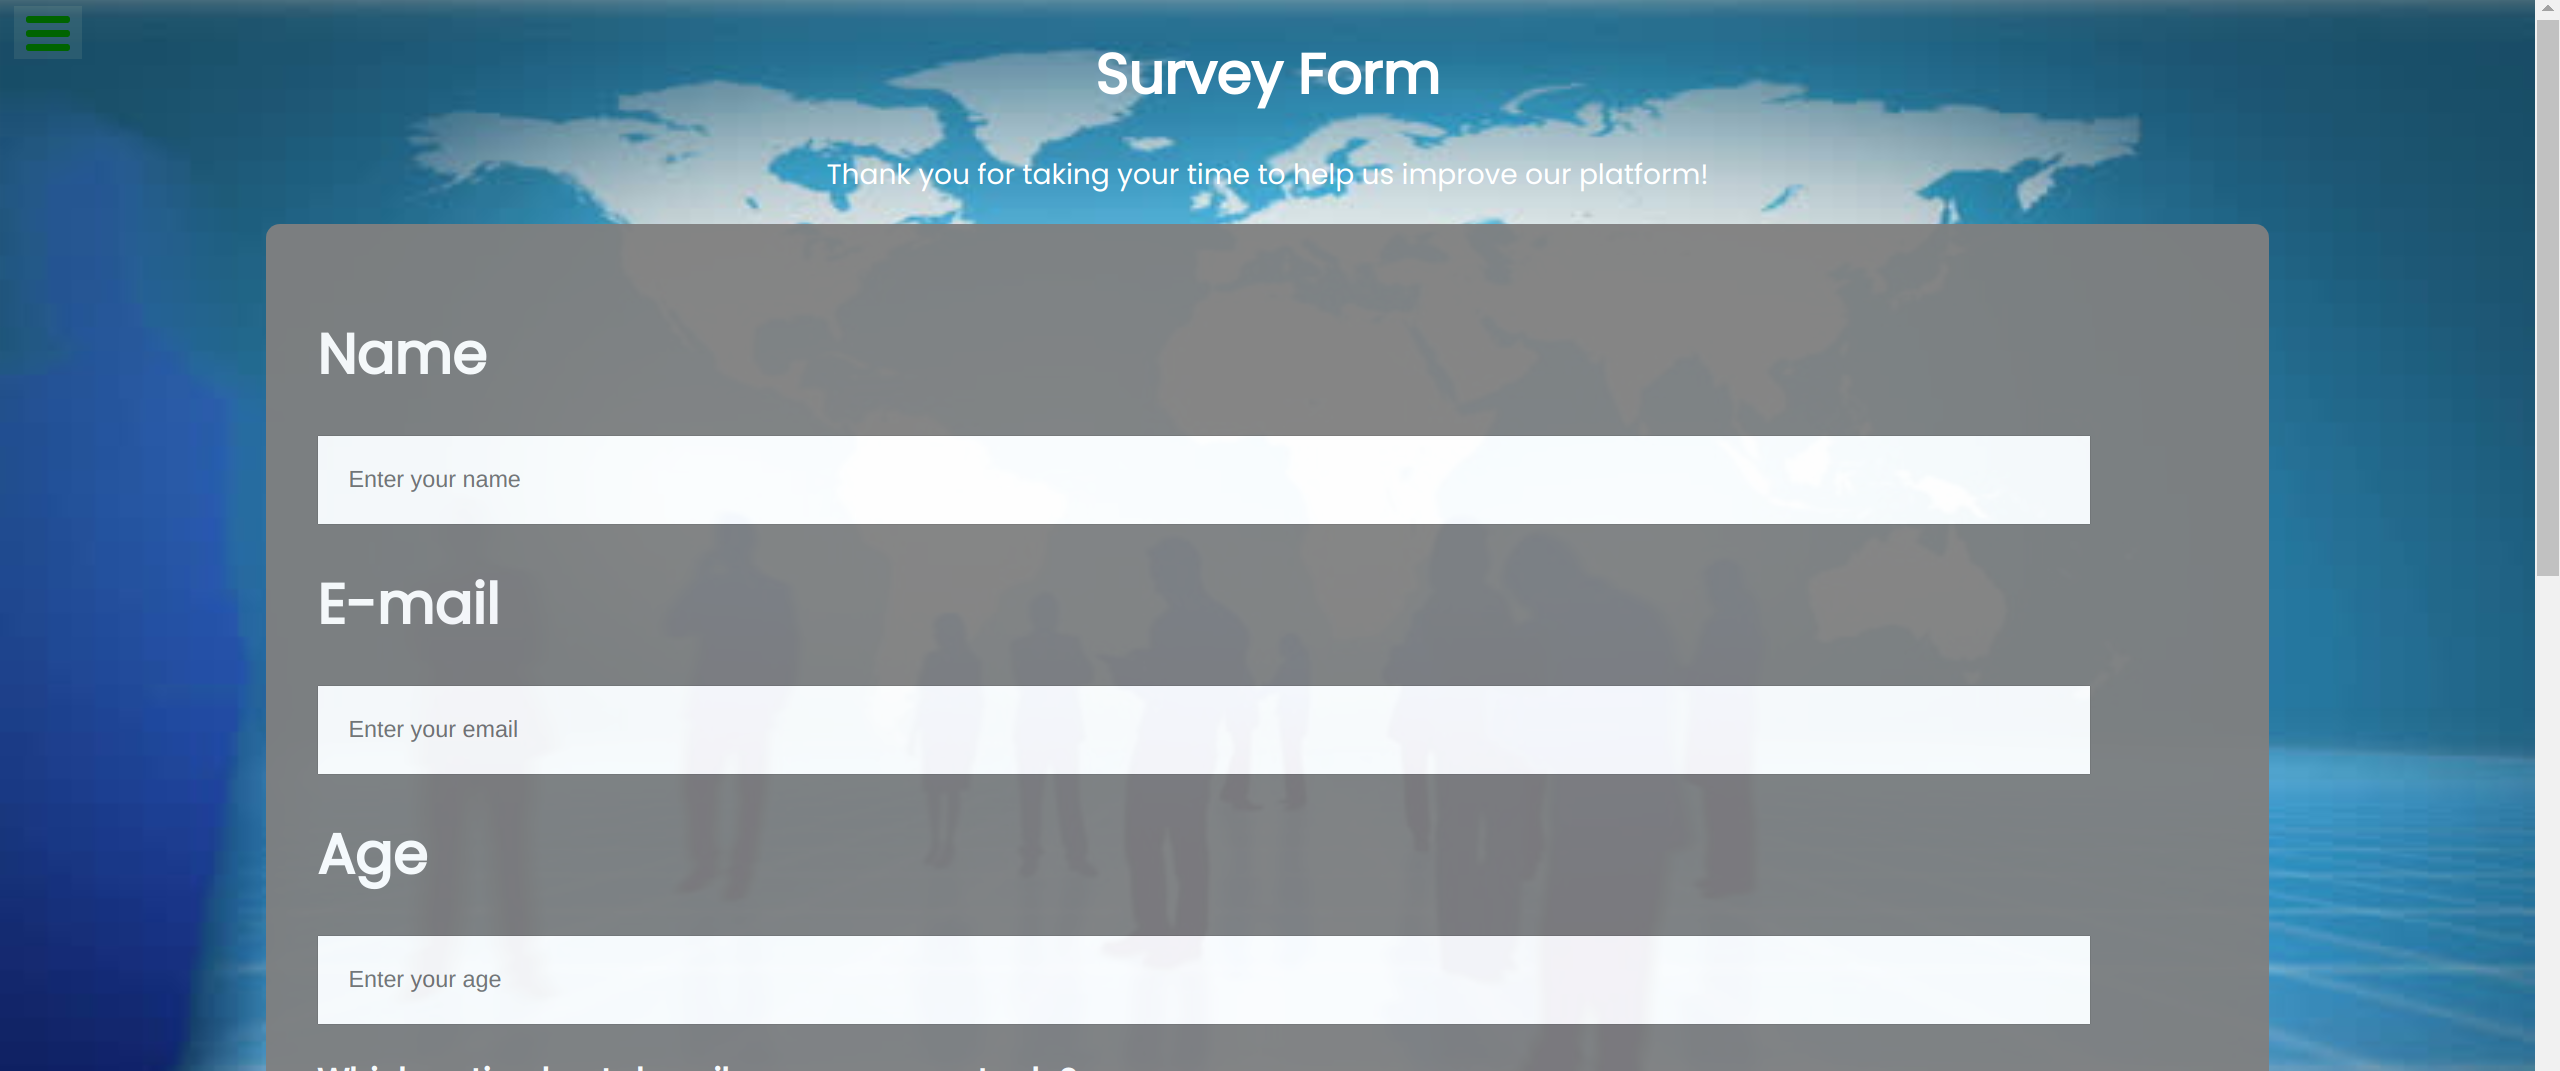 Survey Form
Thank you for taking your time to help us improve our platform!
Name
Enter your name
E-mail
Enter your email
Age
Enter your age